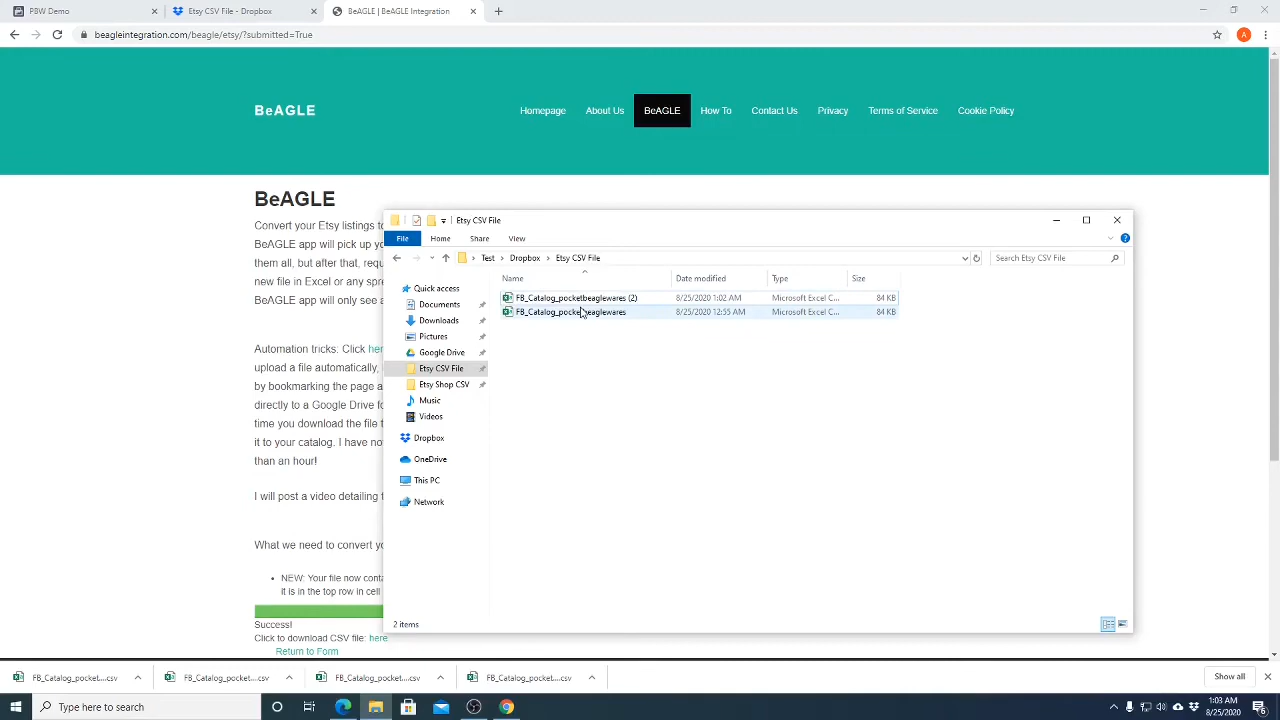 PBW Demo
Etsy CSV File - Dropbox
BeAGLE | BeAGLE Integration
beagleintegration.com/beagle/etsy/?submitted=True
A
BeAGLE
Homepage
About Us
BeAGLE
How To
Contact Us
Privacy
Terms of Service
Cookie Policy
BeAGLE
Convert your Etsy listings to
BeAGLE app will pick up yo
them all, but after that, requ
new file in Excel or any spre
BeAGLE app will only see a
Automation tricks: Click her
upload a file automatically,
by bookmarking the page a
directly to a Google Drive fo
time you download the file t
it to your catalog. I have no
than an hour!
I will post a video detailing t
What we need to convert yo
NEW: Your file now conta
it is in the top row in cell
Success!
Click to download CSV file: here
Return to Form
Etsy CSV File
File
Home
Share
View
Test
Dropbox
Etsy CSV File
Search Etsy CSV File
Name
Date modified
Type
Size
FB_Catalog_pocketbeaglewares (2)
8/25/2020 1:02 AM
Microsoft Excel C...
84 KB
FB_Catalog_pocketbeaglewares
8/25/2020 12:55 AM
Microsoft Excel C...
84 KB
Quick access
Documents
Downloads
Pictures
Google Drive
Etsy CSV File
Etsy Shop CSV
Music
Videos
Dropbox
OneDrive
This PC
Network
2 items
FB_Catalog_pocket....csv
FB_Catalog_pocket....csv
FB_Catalog_pocket....csv
FB_Catalog_pocket....csv
Show all
Type here to search
1:03 AM
8/25/2020
6